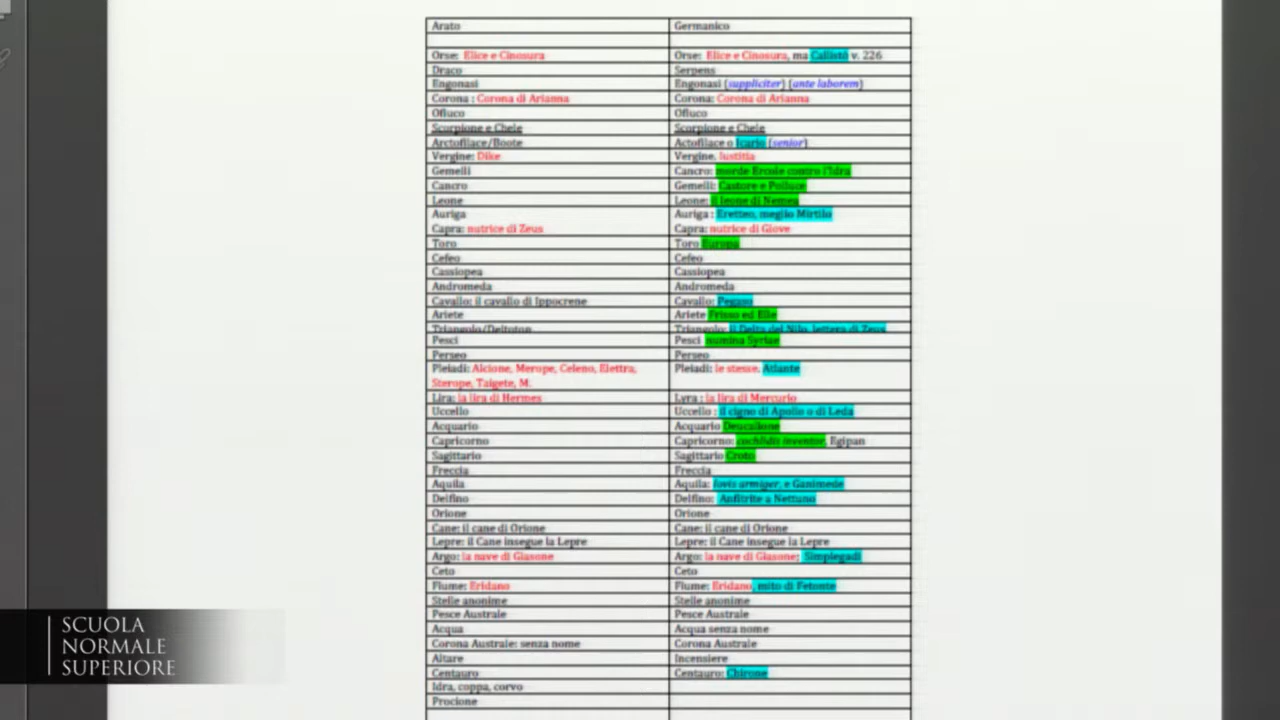 Arato Germanico
Orse: Elice e Cinosura Orse: Elice e Cinosura, ma Callistò v. 226
Draco Serpens
Engonasi Engonasi (suppliciter) (ante laborem)
Corona : Corona di Arianna Corona: Corona di Arianna
Ofiuco Ofiuco
Scorpione e Chele Scorpione e Chele
Arctofilace/Boote Actofilace o Icario (senior)
Vergine: Dike Vergine, Iustitia
Gemelli Cancro: morde Ercole contro l'Idra
Cancro Gemelli: Castore e Polluce
Leone Leone: il leone di Nemea
Auriga Auriga : Eretteo, meglio Mirtilo
Capra: nutrice di Zeus Capra: nutrice di Giove
Toro Toro Europa
Cefeo Cefeo
Cassiopea Cassiopea
Andromeda Andromeda
Cavallo: il cavallo di Ippocrene Cavallo: Pegaso
Ariete Ariete Frisso ed Elle
Triangolo/Deltoton Triangolo: il Delta del Nilo, lettera di Zeus
Pesci Pesci numina Syriae
Perseo Perseo
Pleiadi: Alcione, Merope, Celeno, Elettra, Pleiadi: le stesse, Atlante
Sterope, Taigete, M.
Lira: la lira di Hermes Lyra : la lira di Mercurio
Uccello Uccello : il cigno di Apollo o di Leda
Acquario Acquario Deucalione
Capricorno Capricorno: cochlidis inventor, Egipan
Sagittario Sagittario Croto
Freccia Freccia
Aquila Aquila: Iovis armiger, e Ganimede
Delfino Delfino: Anfitrite a Nettuno
Orione Orione
Cane: il cane di Orione Cane: il cane di Orione
Lepre: il Cane insegue la Lepre Lepre: il Cane insegue la Lepre
Argo: la nave di Giasone Argo: la nave di Giasone; Simplegadi
Ceto Ceto
Fiume: Eridano Fiume: Eridano, mito di Fetonte
Stelle anonime Stelle anonime
Pesce Australe Pesce Australe
Acqua Acqua senza nome
Corona Australe: senza nome Corona Australe
Altare Incensiere
Centauro Centauro: Chirone
Idra, coppa, corvo
Procione
SCUOLA
NORMALE
SUPERIORE